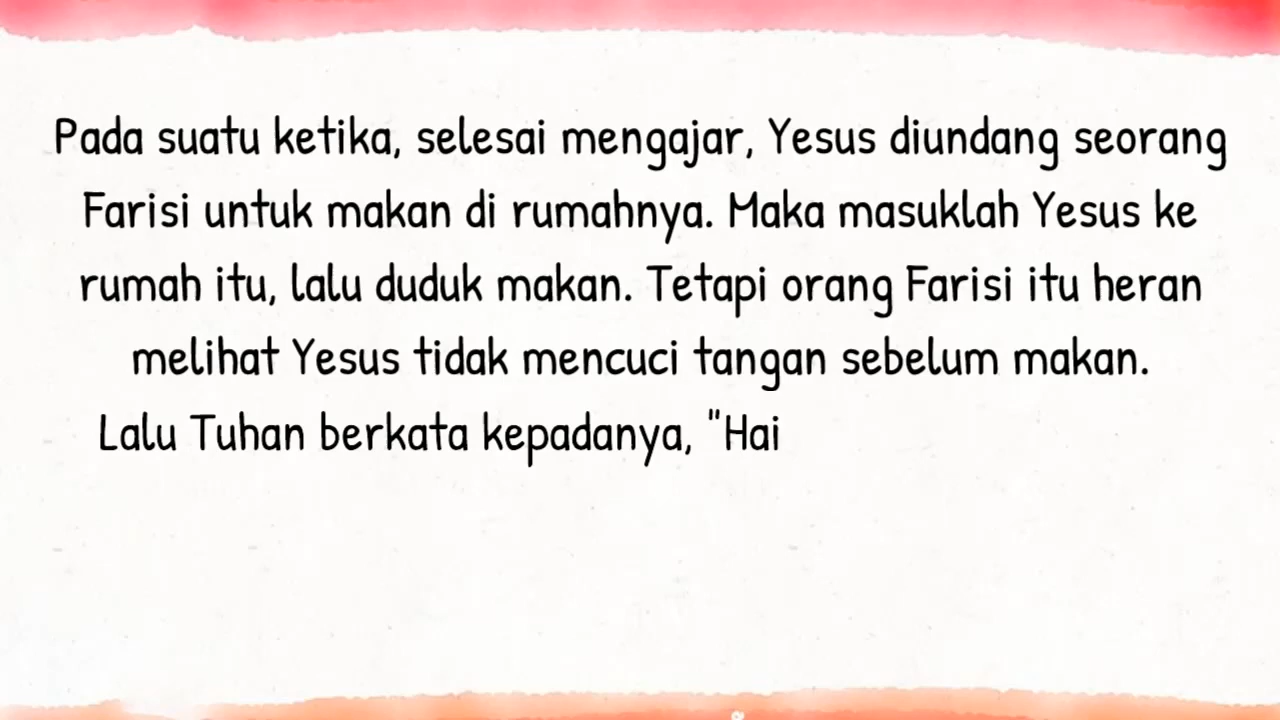 Pada suatu ketika, selesai mengajar, Yesus diundang seorang
Farisi untuk makan di rumahnya. Maka masuklah Yesus ke
rumah itu, lalu duduk makan. Tetapi orang Farisi itu heran
melihat Yesus tidak mencuci tangan sebelum makan.
Lalu Tuhan berkata kepadanya, "Hai